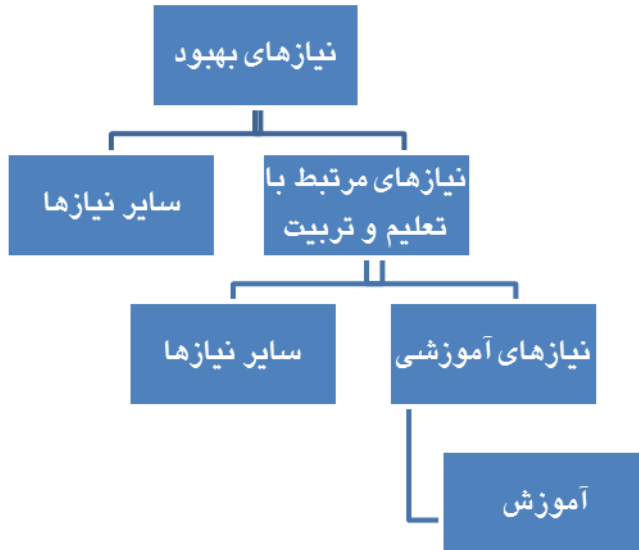 نیازهای بهبود
نیازهای مرتبط با
تعلیم و تربیت
سایر نیازها
نیازهای آموزشی
سایر نیازها
آموزش